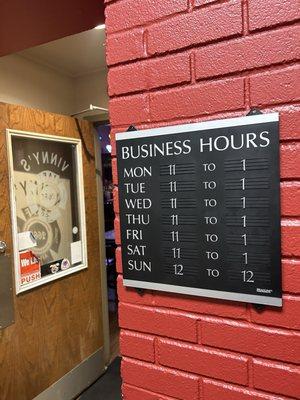 BUSINESS HOURS
MON 11 TO 1
TUE 11 TO 1
WED 11 TO 1
THU 11 TO 1
FRI 11 TO 1
SAT 11 TO 1
SUN 12 TO 12
VINNY'S
PUSH